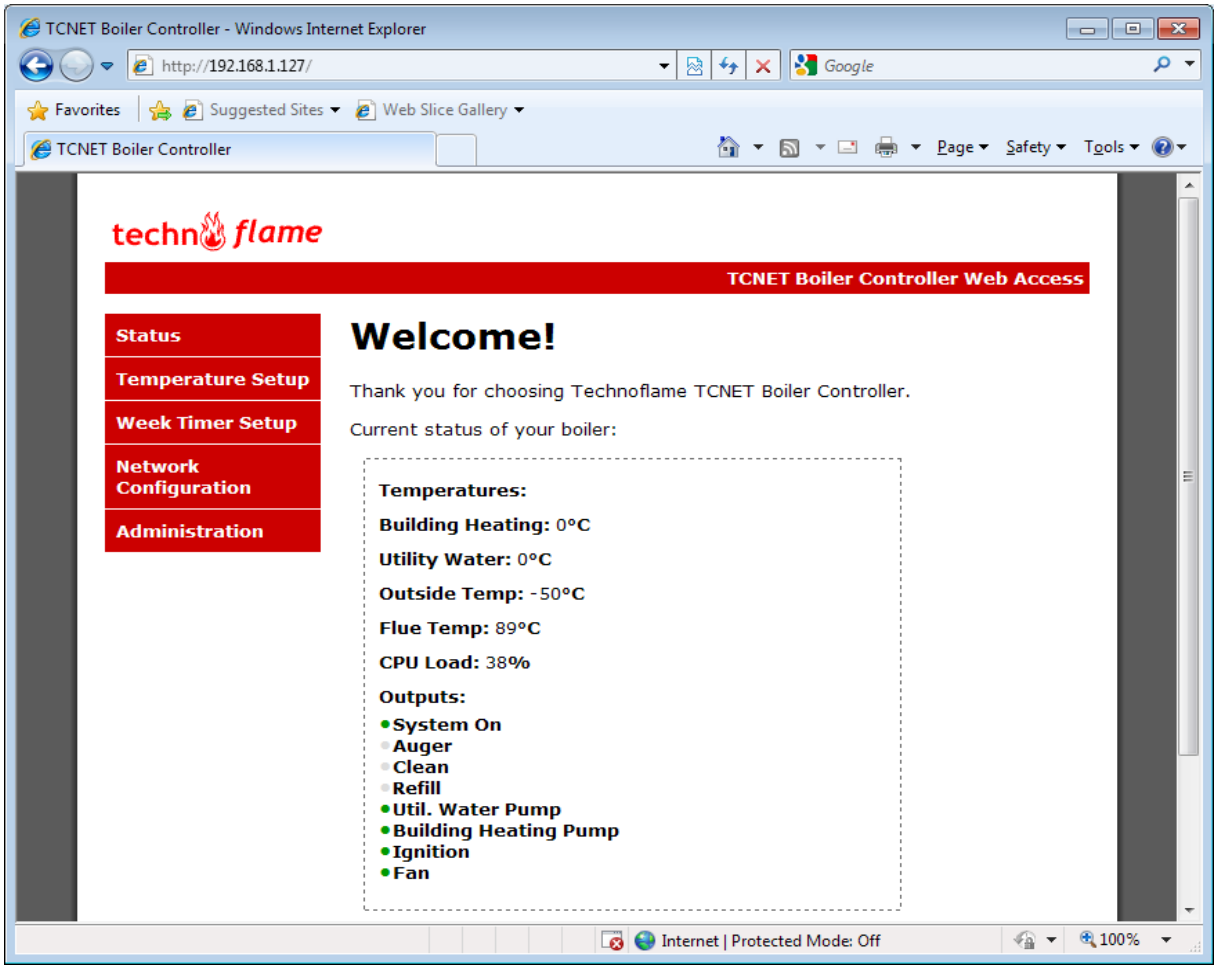 TCNET Boiler Controller - Windows Internet Explorer
http://192.168.1.127/
Google
Favorites
Suggested Sites
Web Slice Gallery
TCNET Boiler Controller
Page
Safety
Tools
techn flame
TCNET Boiler Controller Web Access
Status
Temperature Setup
Week Timer Setup
Network
Configuration
Administration
Welcome!
Thank you for choosing Technoflame TCNET Boiler Controller.
Current status of your boiler:
Temperatures:
Building Heating: 0°C
Utility Water: 0°C
Outside Temp: -50°C
Flue Temp: 89°C
CPU Load: 38%
Outputs:
System On
Auger
Clean
Refill
Util. Water Pump
Building Heating Pump
Ignition
Fan
Internet | Protected Mode: Off
100%